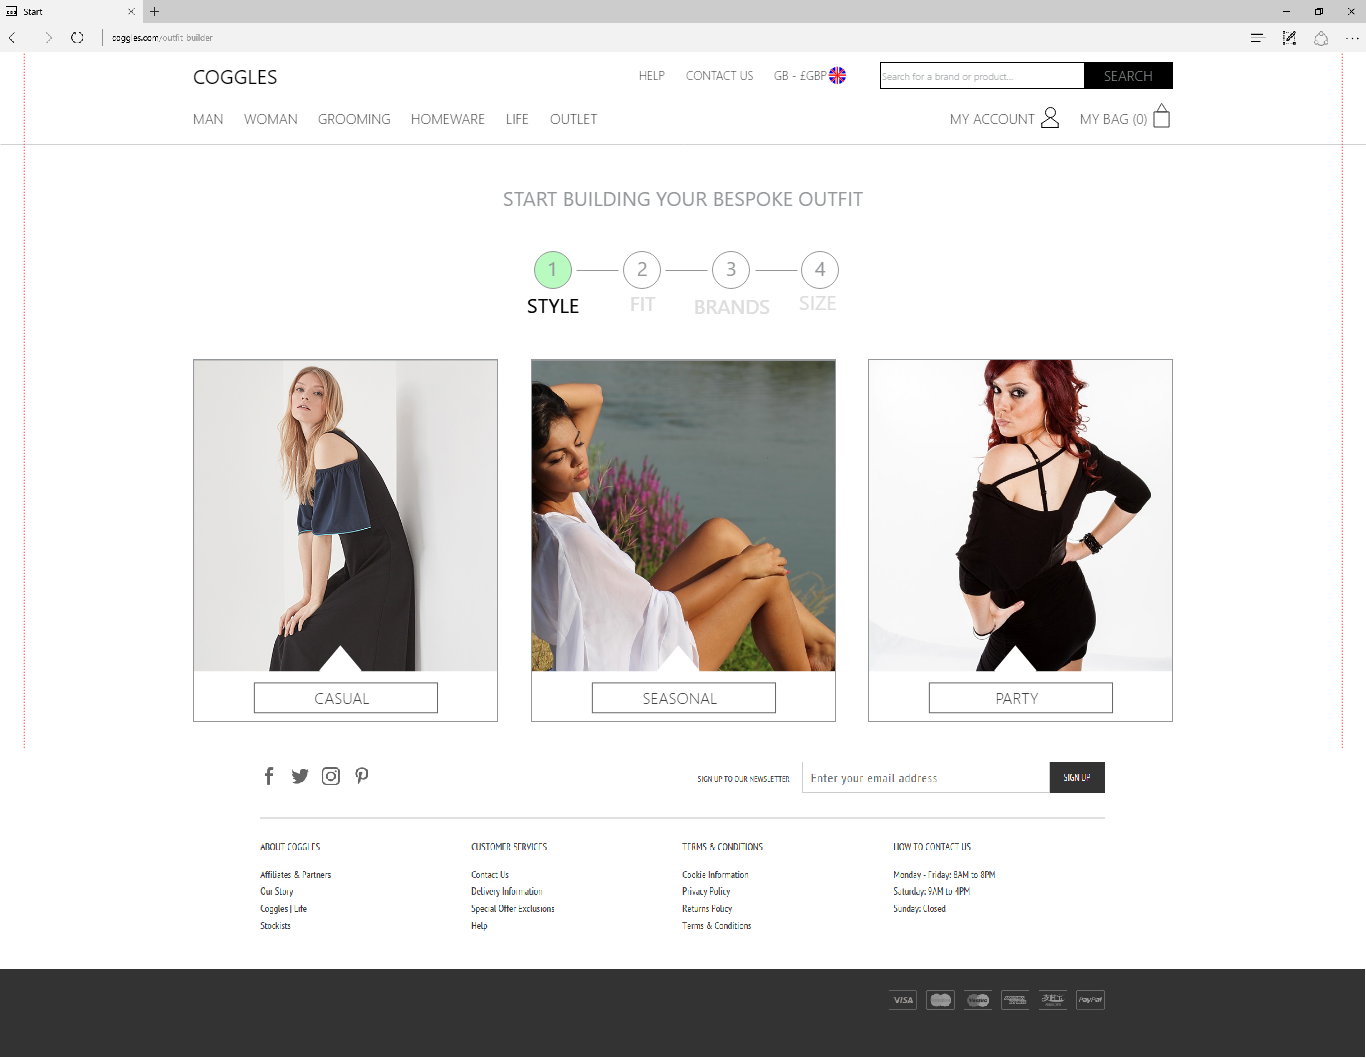 Start
coggles.com/outfit-builder
COGGLES
HELP CONTACT US GB - £GBP
Search for a brand or product...
SEARCH
MAN WOMAN GROOMING HOMEWARE LIFE OUTLET
MY ACCOUNT MY BAG (0)
START BUILDING YOUR BESPOKE OUTFIT
1 2 3 4
STYLE FIT BRANDS SIZE
CASUAL SEASONAL PARTY
SIGN UP TO OUR NEWSLETTER
Enter your email address
SIGN UP
ABOUT COGGLES
Affiliates & Partners
Our Story
Coggles | Life
Stockists
CUSTOMER SERVICES
Contact Us
Delivery Information
Special Offer Exclusions
Help
TERMS & CONDITIONS
Cookie Information
Privacy Policy
Returns Policy
Terms & Conditions
HOW TO CONTACT US
Monday - Friday: 8AM to 8PM
Saturday: 9AM to 4PM
Sunday: Closed
VISA
PayPal